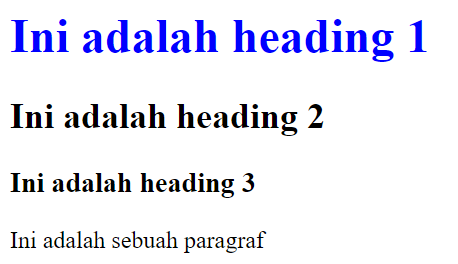 Ini adalah heading 1
Ini adalah heading 2
Ini adalah heading 3
Ini adalah sebuah paragraf